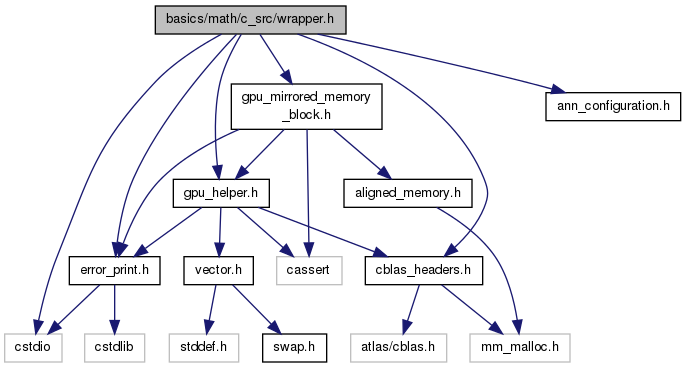 basics/math/c_src/wrapper.h
gpu_mirrored_memory
_block.h
ann_configuration.h
gpu_helper.h
aligned_memory.h
error_print.h
vector.h
cassert
cblas_headers.h
cstdio
cstdlib
stddef.h
swap.h
atlas/cblas.h
mm_malloc.h